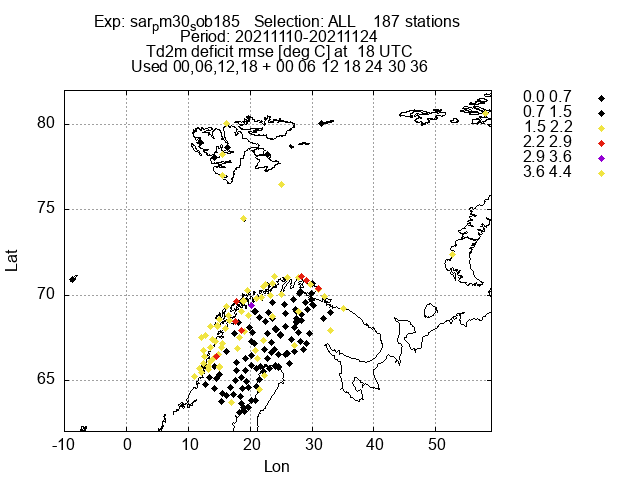 Exp: sar_pm30_sob185 Selection: ALL 187 stations
Period: 20211110-20211124
Td2m deficit rmse [deg C] at 18 UTC
Used 00,06,12,18 + 00 06 12 18 24 30 36
0.0 0.7
0.7 1.5
1.5 2.2
2.2 2.9
2.9 3.6
3.6 4.4
80
75
70
65
Lat
-10 0 10 20 30 40 50
Lon